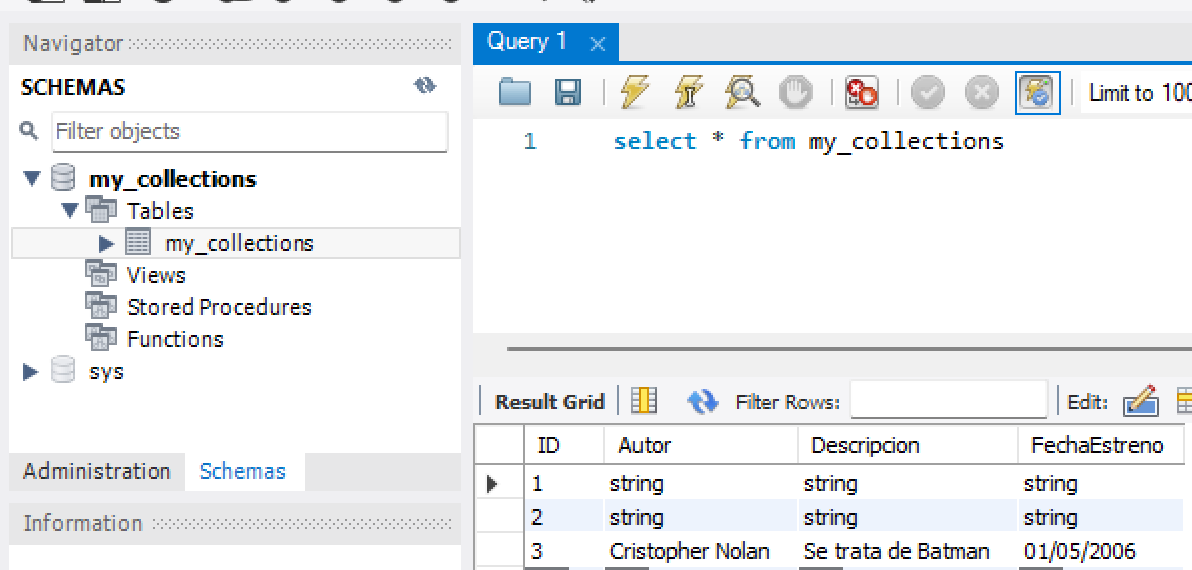 Navigator
SCHEMAS
Filter objects
my_collections
Tables
my_collections
Views
Stored Procedures
Functions
sys
Administration Schemas
Information
Query 1
Limit to 100
1 select * from my_collections
Result Grid Filter Rows: Edit:
ID Autor Descripcion FechaEstreno
1 string string string
2 string string string
3 Cristopher Nolan Se trata de Batman 01/05/2006